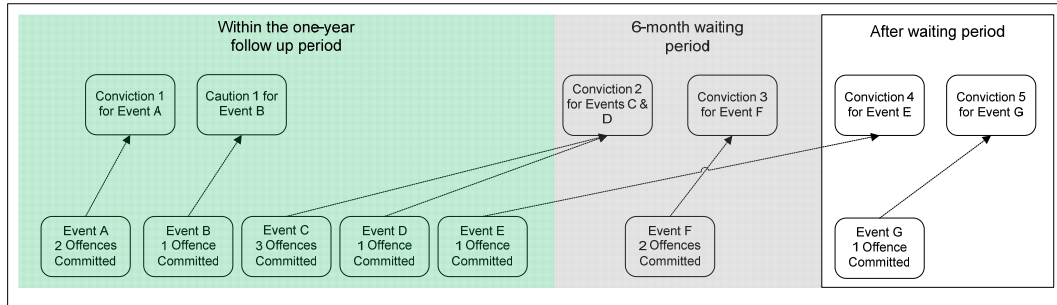 Within the one-year
follow up period
6-month waiting
period
After waiting period
Conviction 1
for Event A
Caution 1 for
Event B
Conviction 2
for Events C &
D
Conviction 3
for Event F
Conviction 4
for Event E
Conviction 5
for Event G
Event A
2 Offences
Committed
Event B
1 Offence
Committed
Event C
3 Offences
Committed
Event D
1 Offence
Committed
Event E
1 Offence
Committed
Event F
2 Offences
Committed
Event G
1 Offence
Committed